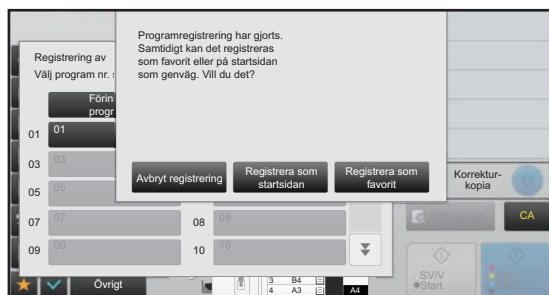 Programregistrering har gjorts.
Samtidigt kan det registreras
som favorit eller på startsidan
som genväg. Vill du det?
Avbryt registrering
Registrera som
startsidan
Registrera som
favorit
Registrering av
Välj program nr.
Förin
progr
01
01
03
03
05
05
07
07
08
08
09
09
10
10
Korrektur-
kopia
CA
SV/V
Start
Övrigt
3 B4
4 A3
A4